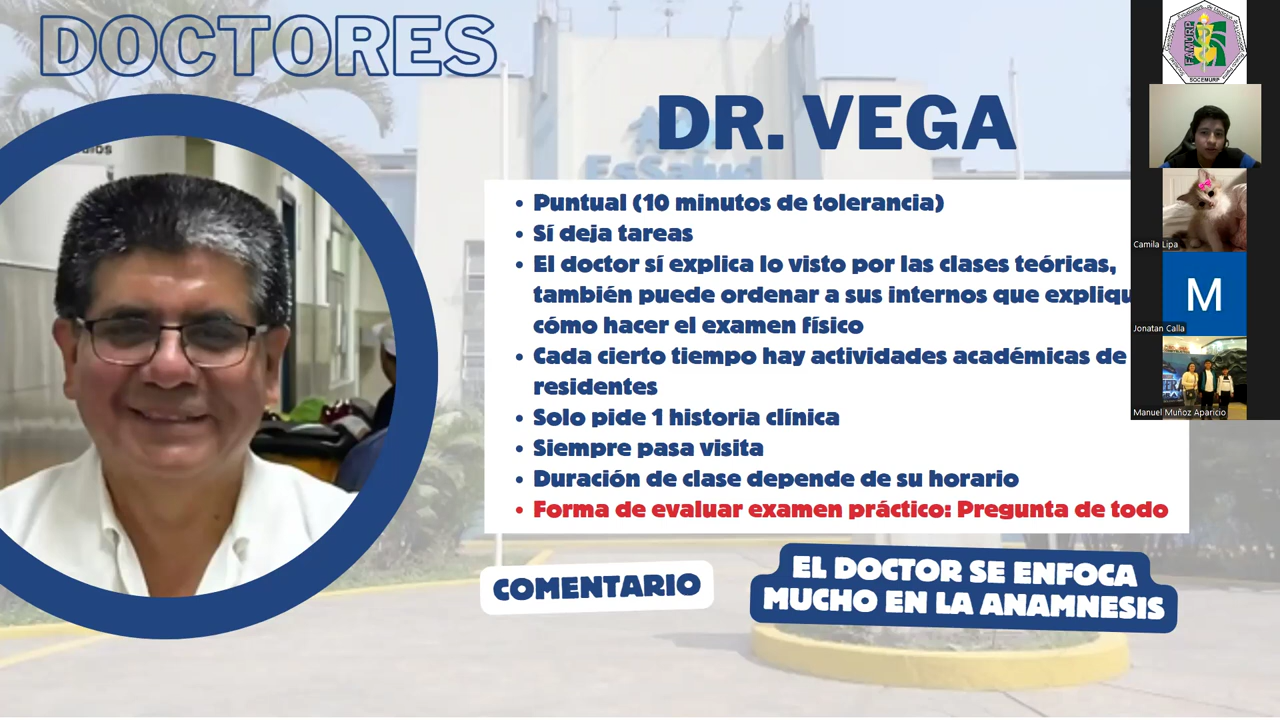 DOCTORES
DR. VEGA
EsSalud
• Puntual (10 minutos de tolerancia)
• Sí deja tareas
• El doctor sí explica lo visto por las clases teóricas,
también puede ordenar a sus internos que expliqu
cómo hacer el examen físico
• Cada cierto tiempo hay actividades académicas de
residentes
• Solo pide 1 historia clínica
• Siempre pasa visita
• Duración de clase depende de su horario
• Forma de evaluar examen práctico: Pregunta de todo
COMENTARIO
EL DOCTOR SE ENFOCA
MUCHO EN LA ANAMNESIS
FAMURP
SOCEMURP
Camila Lipa
M
Jonatan Calla
Manuel Muñoz Aparicio